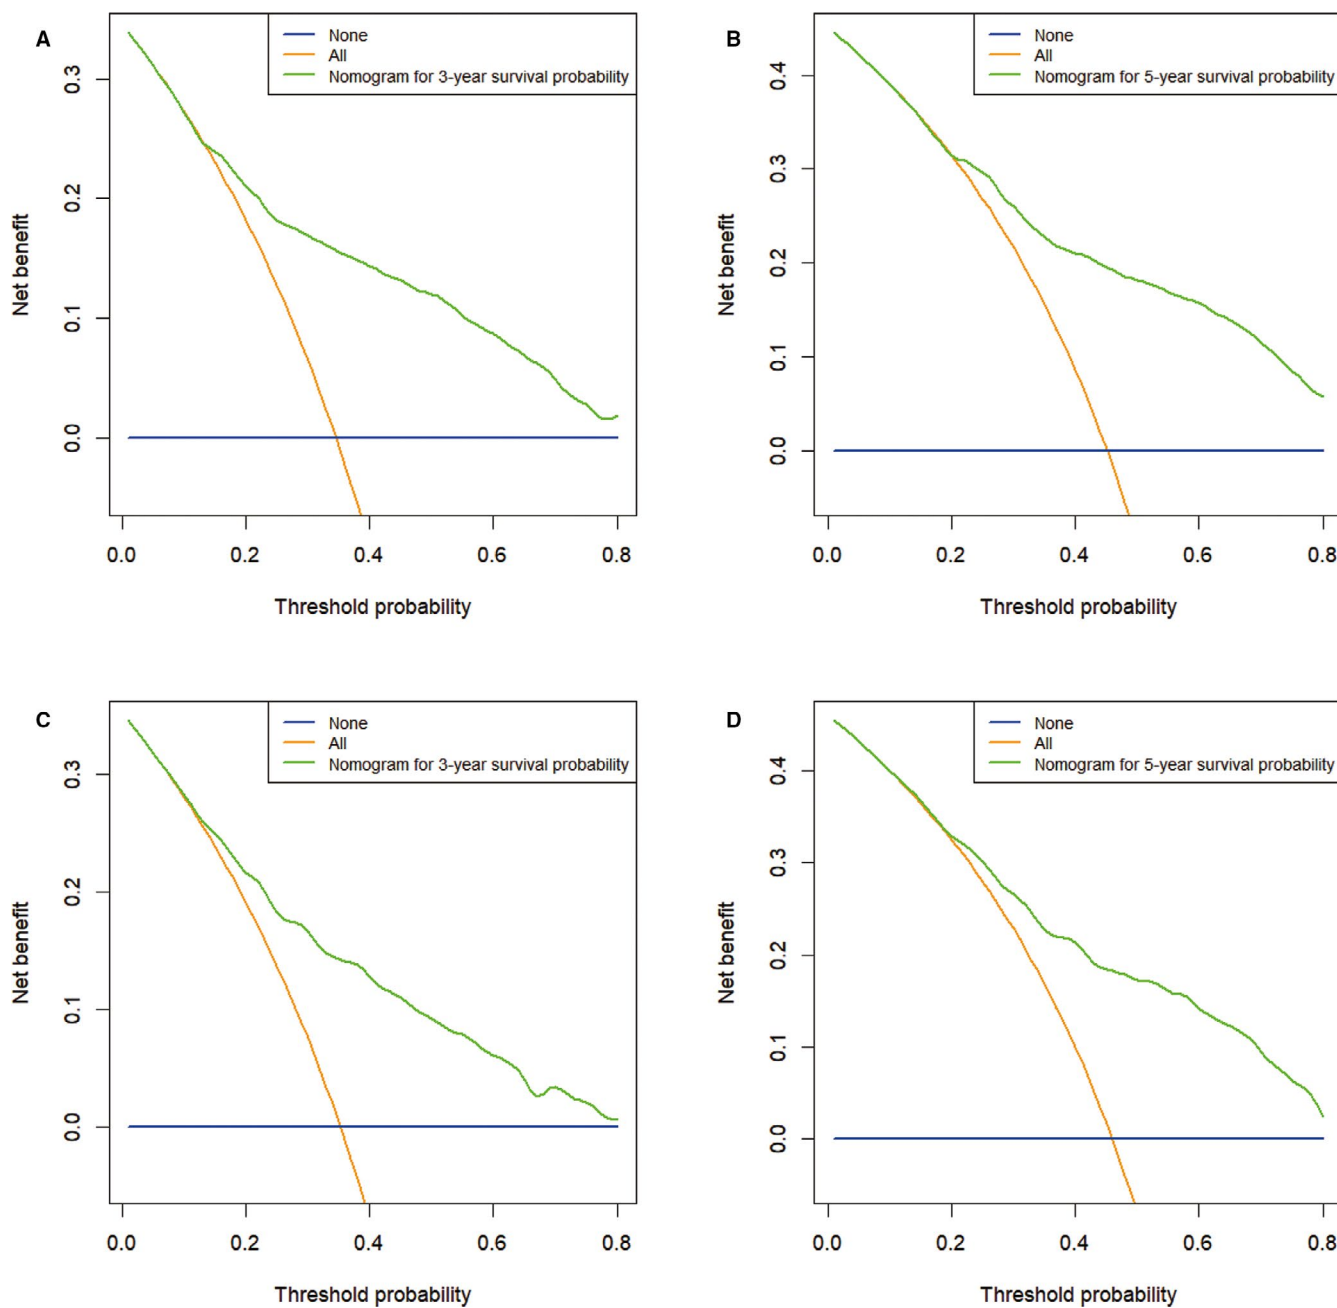 A
None
All
Nomogram for 3-year survival probability
Net benefit
0.3
0.2
0.1
0.0
0.0 0.2 0.4 0.6 0.8
Threshold probability
B
None
All
Nomogram for 5-year survival probability
Net benefit
0.4
0.3
0.2
0.1
0.0
0.0 0.2 0.4 0.6 0.8
Threshold probability
C
None
All
Nomogram for 3-year survival probability
Net benefit
0.3
0.2
0.1
0.0
0.0 0.2 0.4 0.6 0.8
Threshold probability
D
None
All
Nomogram for 5-year survival probability
Net benefit
0.4
0.3
0.2
0.1
0.0
0.0 0.2 0.4 0.6 0.8
Threshold probability